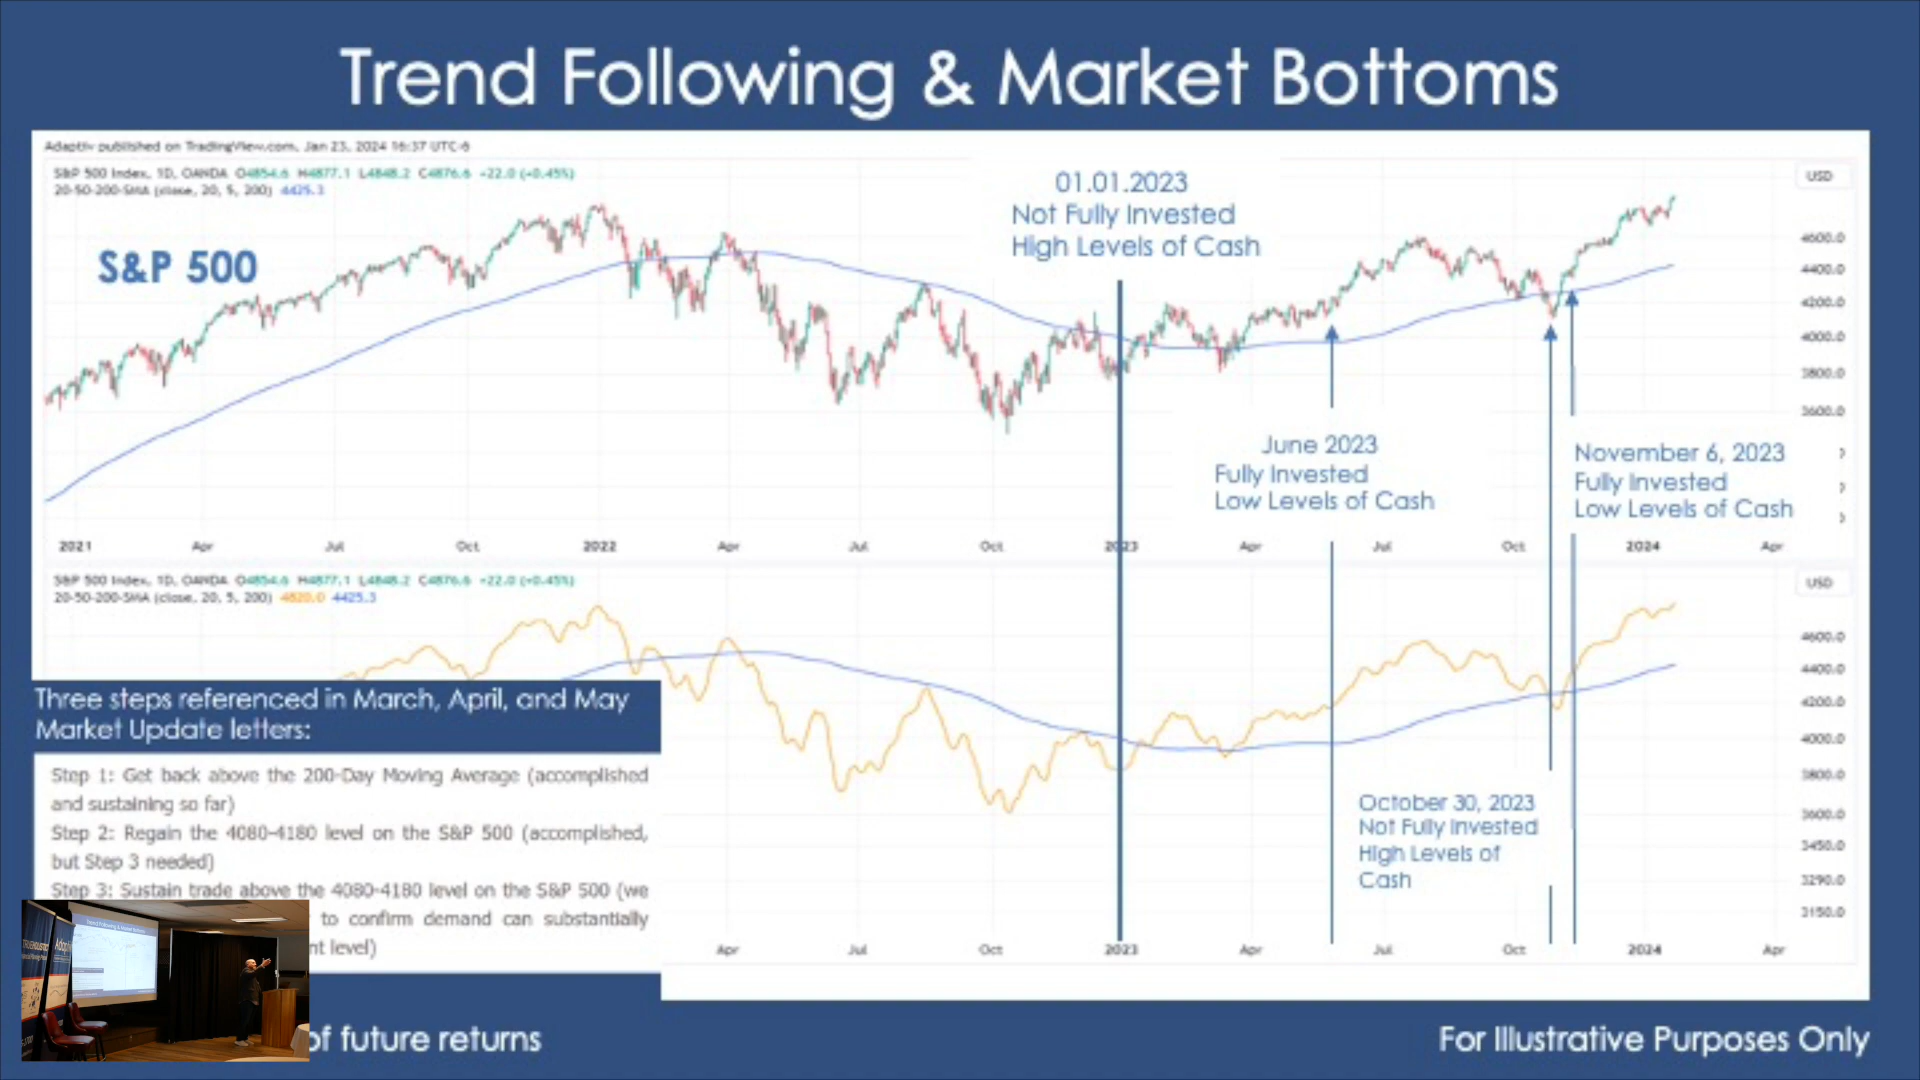 Trend Following & Market Bottoms
Adaptiv published on TradingView.com, Jan 23, 2024 16:37 UTC-6
S&P 500 Index, 1D, OANDA O4854.6 H4877.1 L4848.2 C4876.6 +22.0 (+0.45%)
20-50-200-SMA (close, 20, 5, 200) 4425.3
S&P 500
01.01.2023
Not Fully Invested
High Levels of Cash
USD
4600.0
4400.0
4200.0
4000.0
3800.0
3600.0
June 2023
Fully Invested
Low Levels of Cash
November 6, 2023
Fully Invested
Low Levels of Cash
2021 Apr Jul Oct 2022 Apr Jul Oct 2023 Apr Jul Oct 2024 Apr
S&P 500 Index, 1D, OANDA O4854.6 H4877.1 L4848.2 C4876.6 +22.0 (+0.45%)
20-50-200-SMA (close, 20, 5, 200) 4820.0 4425.3
USD
4600.0
4400.0
4200.0
4000.0
3800.0
3600.0
3450.0
3290.0
3150.0
October 30, 2023
Not Fully Invested
High Levels of
Cash
Apr Jul Oct 2023 Apr Jul Oct 2024 Apr
Three steps referenced in March, April, and May
Market Update letters:
Step 1: Get back above the 200-Day Moving Average (accomplished
and sustaining so far)
Step 2: Regain the 4080-4180 level on the S&P 500 (accomplished,
but Step 3 needed)
Step 3: Sustain trade above the 4080-4180 level on the S&P 500 (we
to confirm demand can substantially
nt level)
Trend Following & Market Bottoms
of future returns
For Illustrative Purposes Only